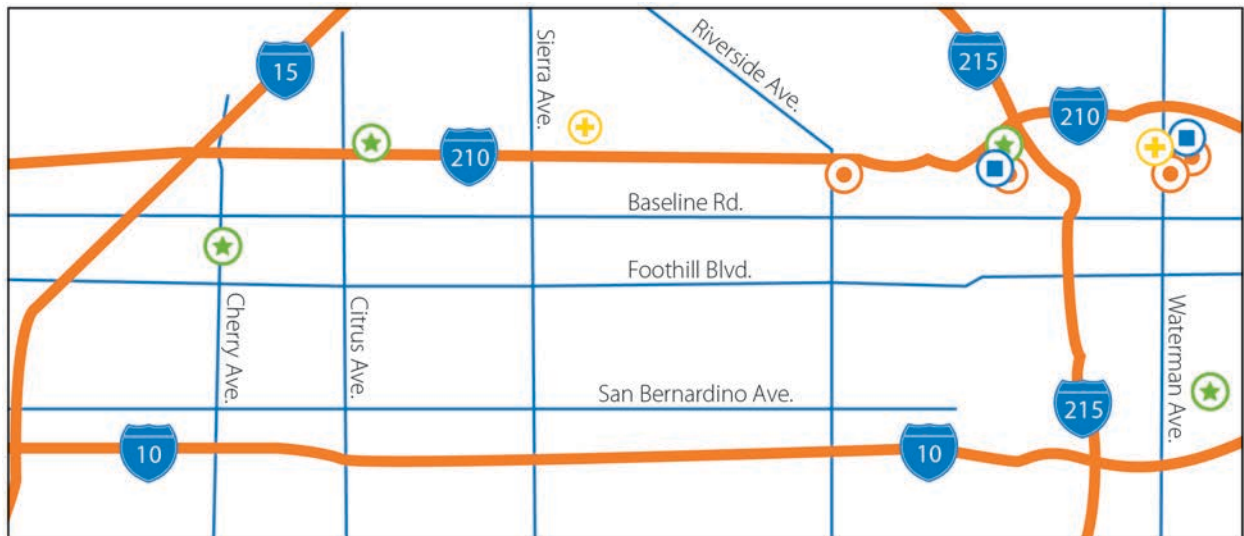 15
Sierra Ave.
Riverside Ave.
215
210
210
Baseline Rd.
Foothill Blvd.
Cherry Ave.
Citrus Ave.
Waterman Ave.
San Bernardino Ave.
215
10
10